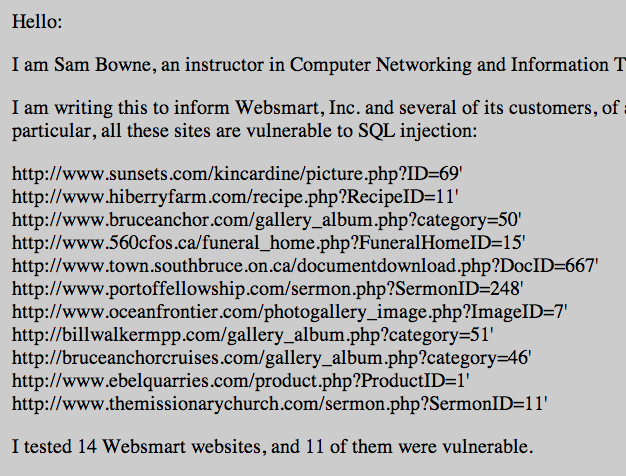 Hello:
I am Sam Bowne, an instructor in Computer Networking and Information T
I am writing this to inform Websmart, Inc. and several of its customers, of a
particular, all these sites are vulnerable to SQL injection:
http://www.sunsets.com/kincardine/picture.php?ID=69'
http://www.hiberryfarm.com/recipe.php?RecipeID=11'
http://www.bruceanchor.com/gallery_album.php?category=50'
http://www.560cfos.ca/funeral_home.php?FuneralHomeID=15'
http://www.town.southbruce.on.ca/documentdownload.php?DocID=667'
http://www.portoffellowship.com/sermon.php?SermonID=248'
http://www.oceanfrontier.com/photogallery_image.php?ImageID=7'
http://billwalkermpp.com/gallery_album.php?category=51'
http://bruceanchorcruises.com/gallery_album.php?category=46'
http://www.ebelquarries.com/product.php?ProductID=1'
http://www.themissionarychurch.com/sermon.php?SermonID=11'
I tested 14 Websmart websites, and 11 of them were vulnerable.